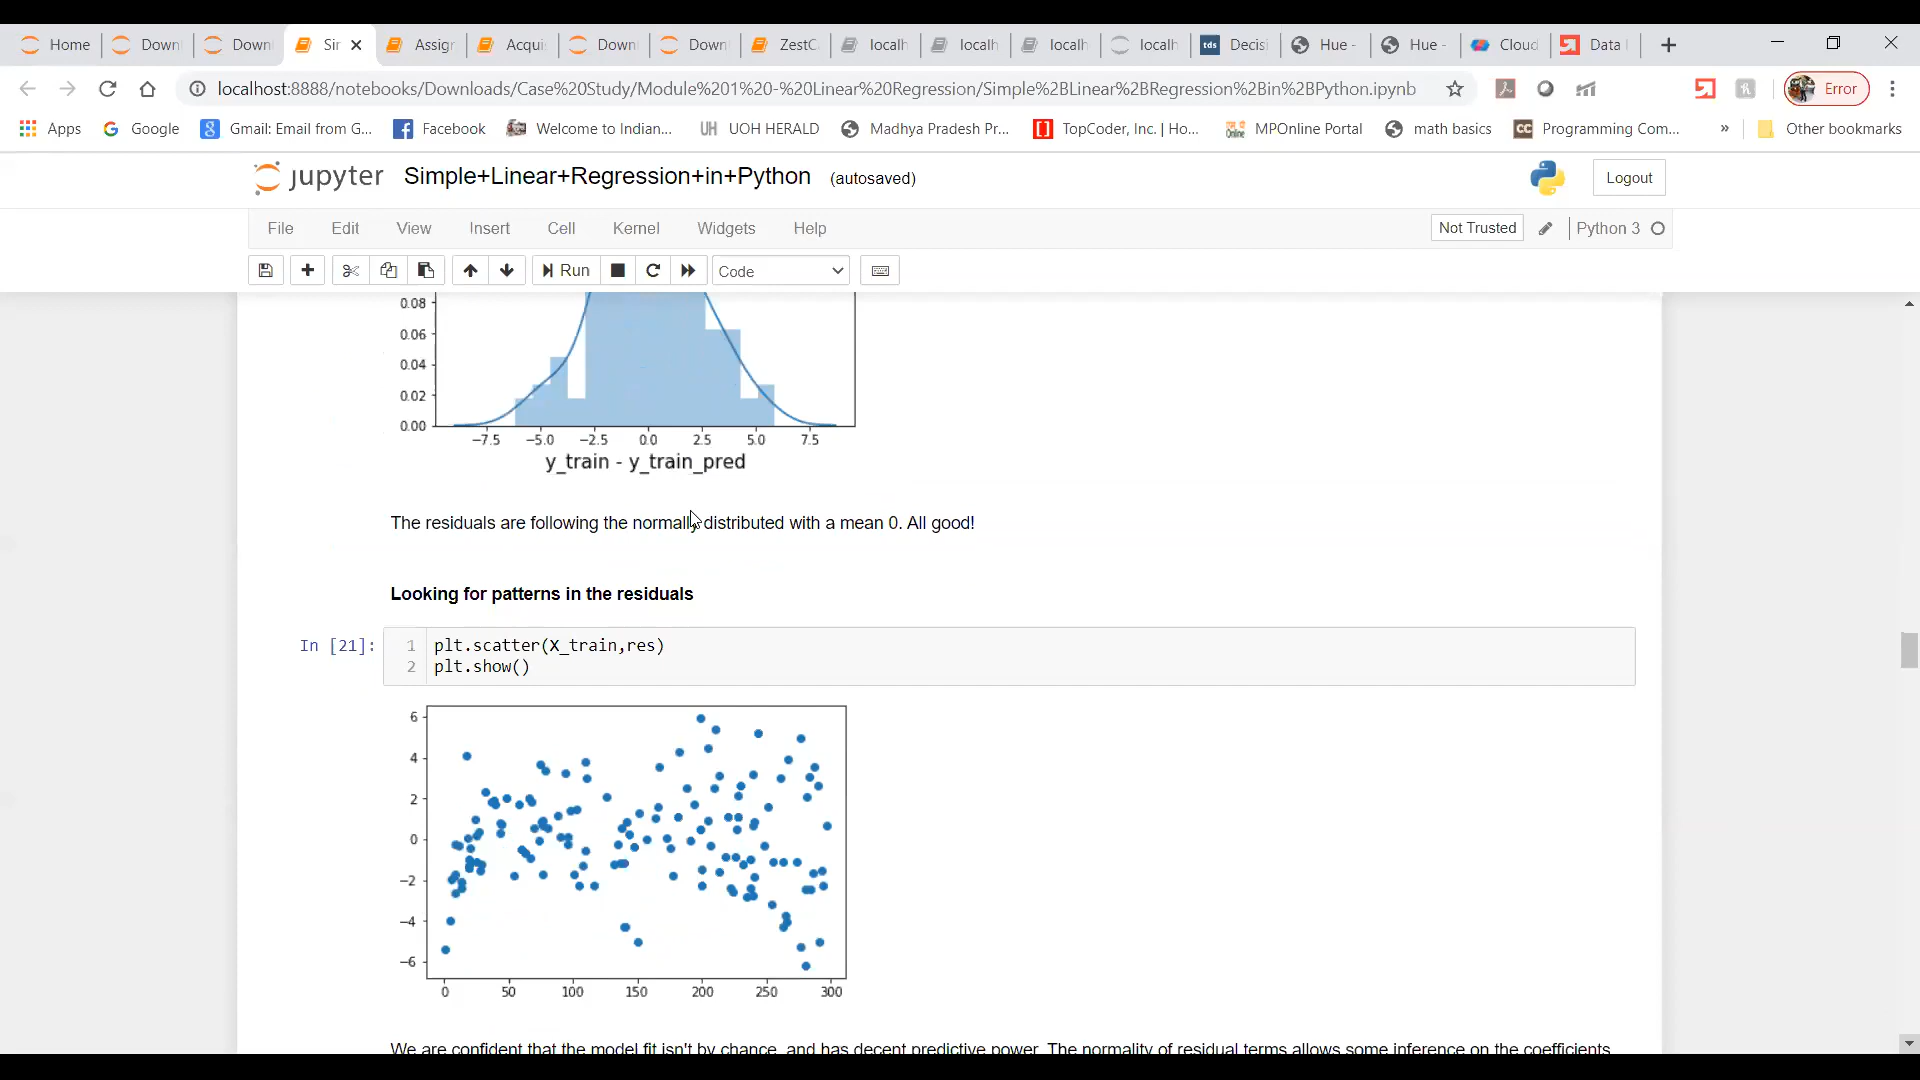 Home
Down
Down
Sir
Assign
Acqui
Down
Down
ZestC
localh
localh
localh
localh
tds
Decisi
Hue -
Hue -
Cloud
Data
localhost:8888/notebooks/Downloads/Case%20Study/Module%201%20-%20Linear%20Regression/Simple%2BLinear%2BRegression%2Bin%2BPython.ipynb
Error
Apps
Google
Gmail: Email from G...
Facebook
Welcome to Indian...
UH
UOH HERALD
Madhya Pradesh Pr...
TopCoder, Inc. | Ho...
MPOnline Portal
math basics
CC
Programming Com...
»
Other bookmarks
jupyter
Simple+Linear+Regression+in+Python
(autosaved)
Logout
File
Edit
View
Insert
Cell
Kernel
Widgets
Help
Not Trusted
Python 3
Run
Code
0.08
0.06
0.04
0.02
0.00
−7.5 −5.0 −2.5 0.0 2.5 5.0 7.5
y_train - y_train_pred
The residuals are following the normally distributed with a mean 0. All good!
Looking for patterns in the residuals
In [21]:
1 plt.scatter(X_train,res)
2 plt.show()
6
4
2
0
−2
−4
−6
0 50 100 150 200 250 300
We are confident that the model fit isn't by chance, and has decent predictive power. The normality of residual terms allows some inference on the coefficients.